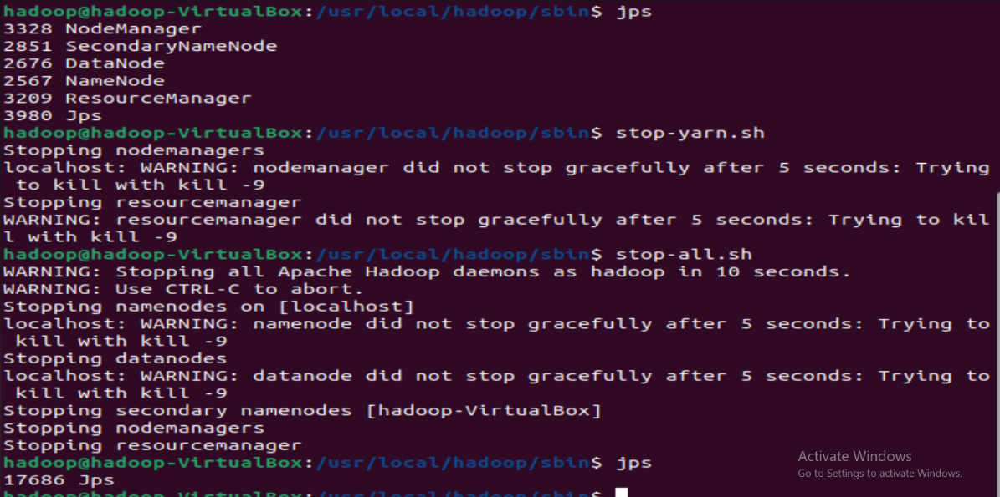 hadoop@hadoop-VirtualBox:/usr/local/hadoop/sbin$ jps
3328 NodeManager
2851 SecondaryNameNode
2676 DataNode
2567 NameNode
3209 ResourceManager
3980 Jps
hadoop@hadoop-VirtualBox:/usr/local/hadoop/sbin$ stop-yarn.sh
Stopping nodemanagers
localhost: WARNING: nodemanager did not stop gracefully after 5 seconds: Trying
 to kill with kill -9
Stopping resourcemanager
WARNING: resourcemanager did not stop gracefully after 5 seconds: Trying to kil
l with kill -9
hadoop@hadoop-VirtualBox:/usr/local/hadoop/sbin$ stop-all.sh
WARNING: Stopping all Apache Hadoop daemons as hadoop in 10 seconds.
WARNING: Use CTRL-C to abort.
Stopping namenodes on [localhost]
localhost: WARNING: namenode did not stop gracefully after 5 seconds: Trying to
 kill with kill -9
Stopping datanodes
localhost: WARNING: datanode did not stop gracefully after 5 seconds: Trying to
 kill with kill -9
Stopping secondary namenodes [hadoop-VirtualBox]
Stopping nodemanagers
Stopping resourcemanager
hadoop@hadoop-VirtualBox:/usr/local/hadoop/sbin$ jps
17686 Jps
hadoop@hadoop-VirtualBox:/usr/local/hadoop/sbin$
Activate Windows
Go to Settings to activate Windows.